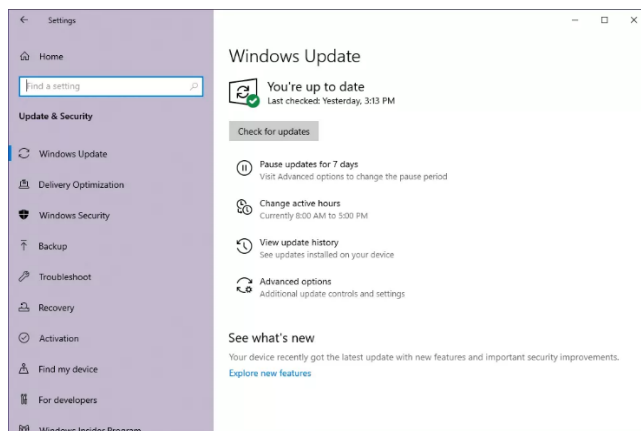 Settings
Home
Find a setting
Update & Security
Windows Update
Delivery Optimization
Windows Security
Backup
Troubleshoot
Recovery
Activation
Find my device
For developers
Windows Insider Program
Windows Update
You're up to date
Last checked: Yesterday, 3:13 PM
Check for updates
Pause updates for 7 days
Visit Advanced options to change the pause period
Change active hours
Currently 8:00 AM to 5:00 PM
View update history
See updates installed on your device
Advanced options
Additional update controls and settings
See what's new
Your device recently got the latest update with new features and important security improvements.
Explore new features